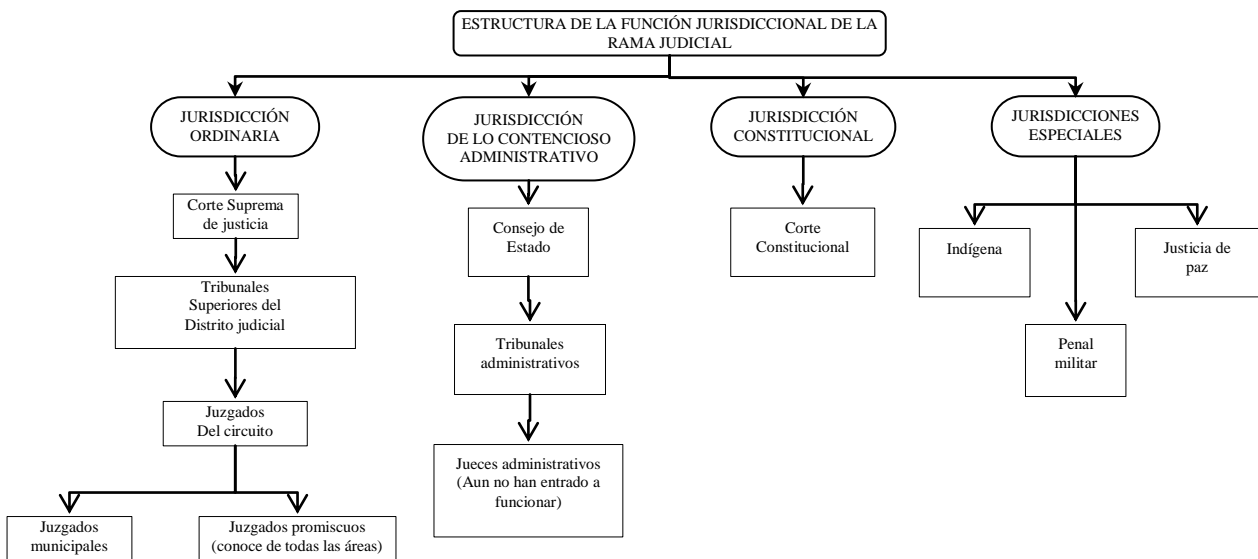 ESTRUCTURA DE LA FUNCIÓN JURISDICCIONAL DE LA
RAMA JUDICIAL
JURISDICCIÓN
ORDINARIA
JURISDICCIÓN
DE LO CONTENCIOSO
ADMINISTRATIVO
JURISDICCIÓN
CONSTITUCIONAL
JURISDICCIONES
ESPECIALES
Corte Suprema
de justicia
Consejo de
Estado
Corte
Constitucional
Indígena
Justicia de
paz
Tribunales
Superiores del
Distrito judicial
Tribunales
administrativos
Penal
militar
Juzgados
Del circuito
Jueces administrativos
(Aun no han entrado a
funcionar)
Juzgados
municipales
Juzgados promiscuos
(conoce de todas las áreas)